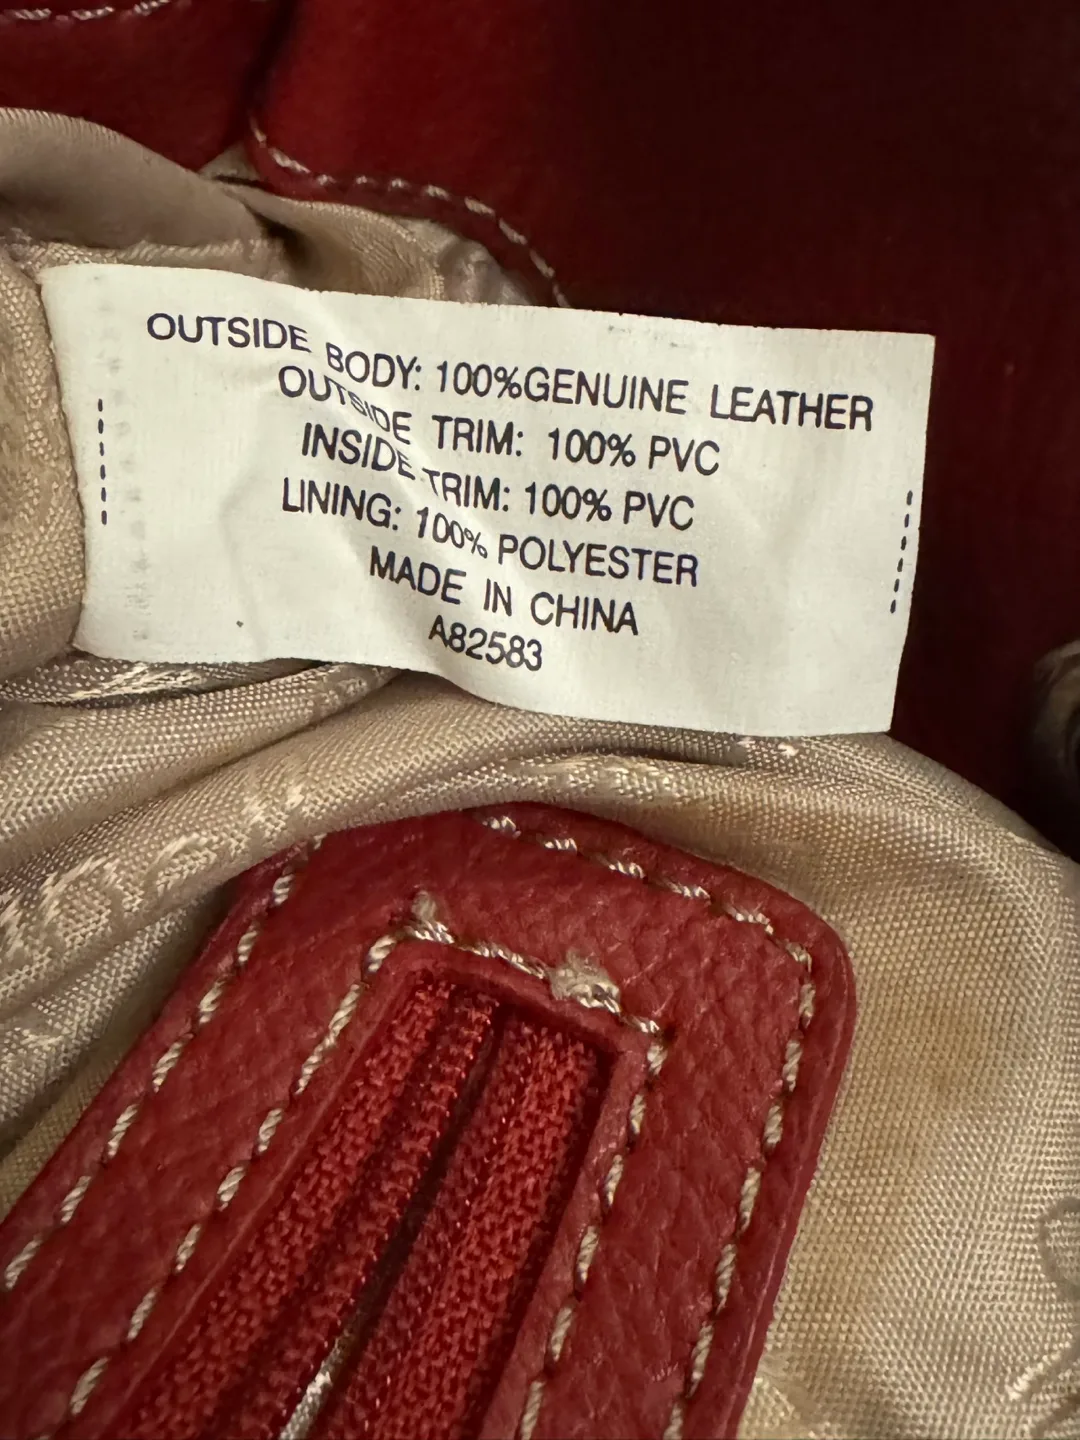 OUTSIDE BODY: 100%GENUINE LEATHER
OUTSIDE TRIM: 100% PVC
INSIDE TRIM: 100% PVC
LINING: 100% POLYESTER
MADE IN CHINA
A82583